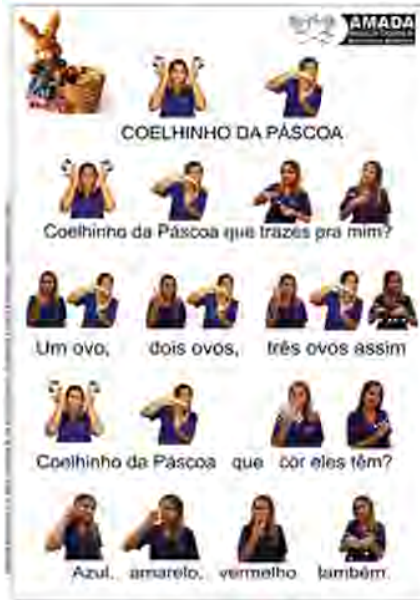 AMADA
COELHINHO DA PÁSCOA
Coelhinho da Páscoa que trazes pra mim?
Um ovo, dois ovos, três ovos assim
Coelhinho da Páscoa que cor eles têm?
Azul, amarelo, vermelho também.